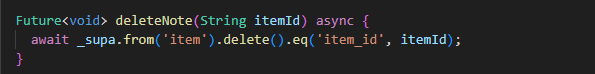 Future<void> deleteNote(String itemId) async {
  await _supa.from('item').delete().eq('item_id', itemId);
}